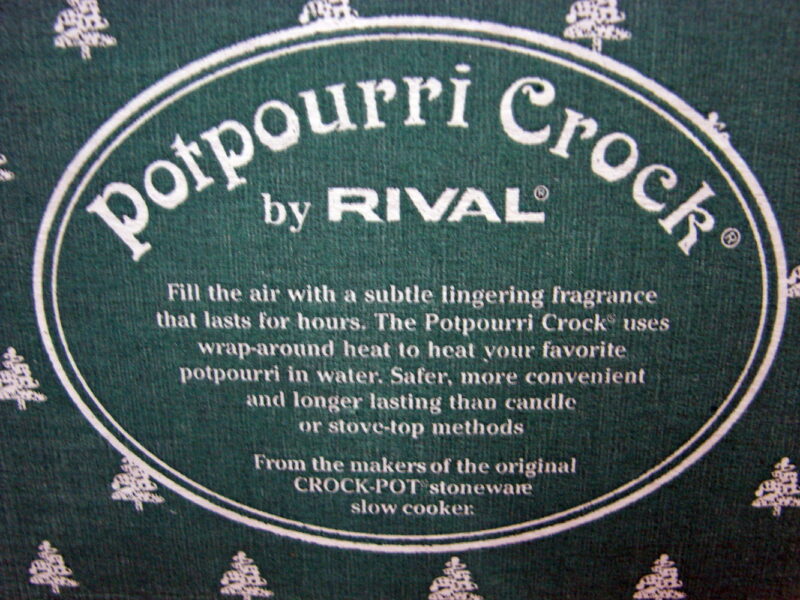 Potpourri Crock®
by RIVAL®
Fill the air with a subtle lingering fragrance
that lasts for hours. The Potpourri Crock® uses
wrap-around heat to heat your favorite
potpourri in water. Safer, more convenient
and longer lasting than candle
or stove-top methods
From the makers of the original
CROCK-POT® stoneware
slow cooker.